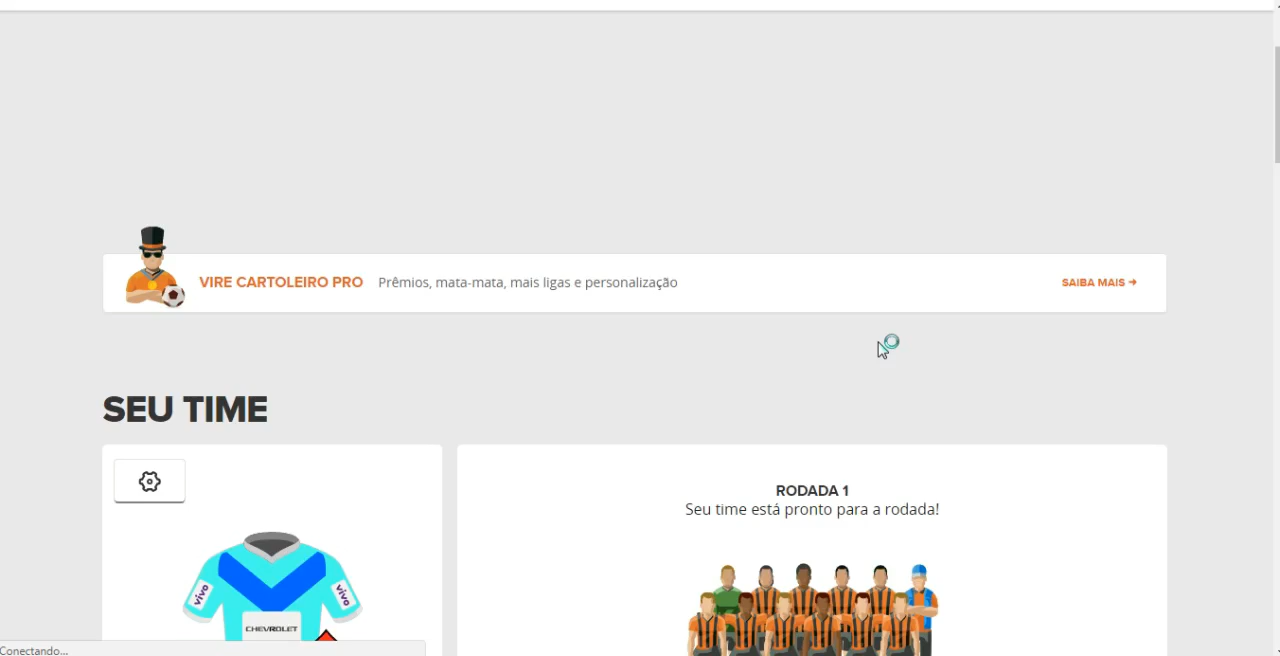 VIRE CARTOLEIRO PRO Prêmios, mata-mata, mais ligas e personalização SAIBA MAIS →
SEU TIME
RODADA 1
Seu time está pronto para a rodada!
vivo vivo
CHEVROLET
Conectando...